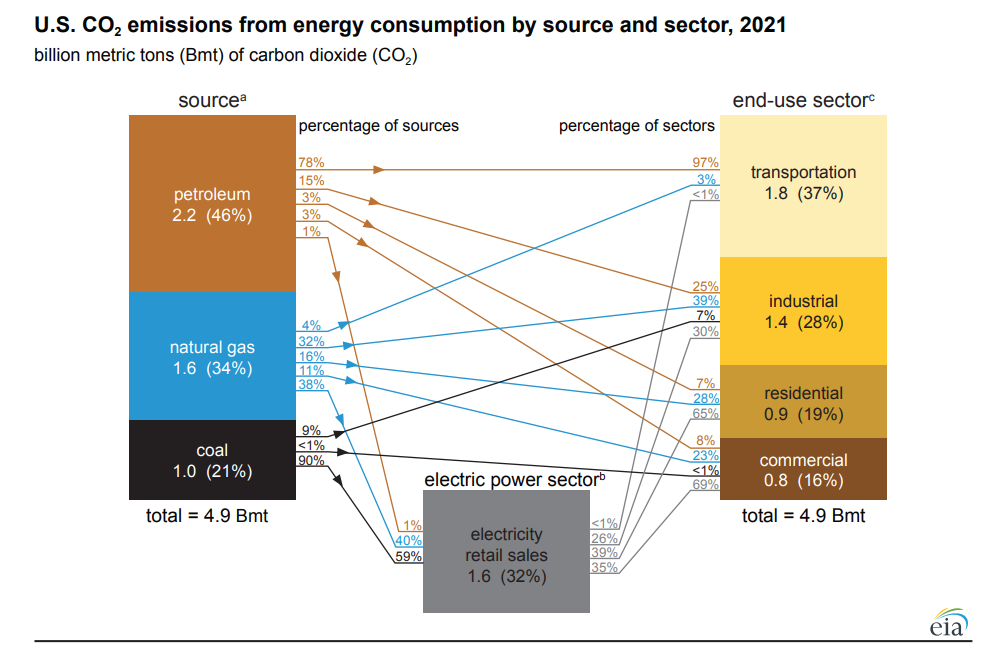 U.S. CO₂ emissions from energy consumption by source and sector, 2021
billion metric tons (Bmt) of carbon dioxide (CO₂)
sourceᵃ
end-use sectorᶜ
percentage of sources
percentage of sectors
petroleum
2.2 (46%)
78%
15%
3%
3%
1%
natural gas
1.6 (34%)
4%
32%
16%
11%
38%
coal
1.0 (21%)
9%
<1%
90%
total = 4.9 Bmt
electric power sectorᵇ
1%
40%
59%
electricity
retail sales
1.6 (32%)
<1%
26%
39%
35%
97%
3%
<1%
transportation
1.8 (37%)
25%
39%
7%
30%
industrial
1.4 (28%)
7%
28%
65%
residential
0.9 (19%)
8%
23%
<1%
69%
commercial
0.8 (16%)
total = 4.9 Bmt
eia